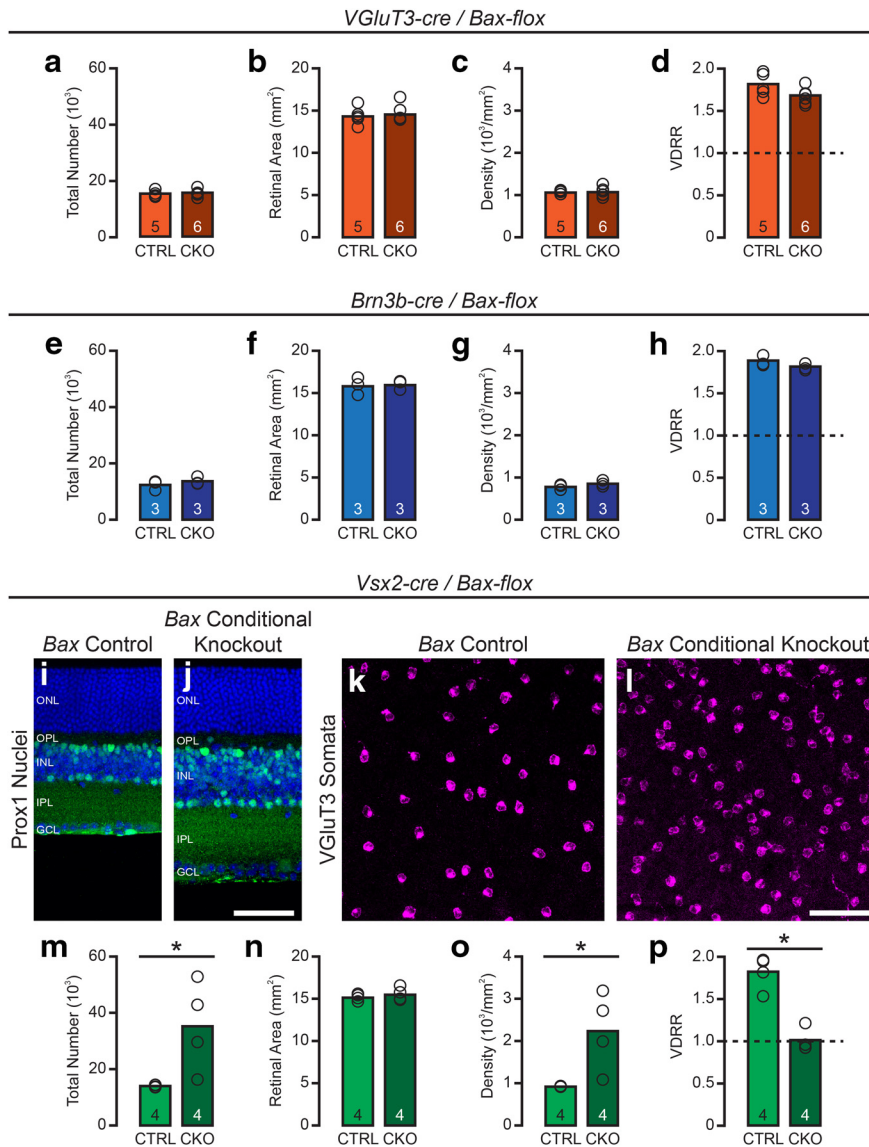 VGluT3-cre / Bax-flox
a b c d
Total Number (10³) 60 40 20 0 5 6 CTRL CKO
Retinal Area (mm²) 20 15 10 5 0 5 6 CTRL CKO
Density (10³/mm²) 4 3 2 1 0 5 6 CTRL CKO
VDRR 2.0 1.5 1.0 0.5 0 5 6 CTRL CKO
Brn3b-cre / Bax-flox
e f g h
Total Number (10³) 60 40 20 0 3 3 CTRL CKO
Retinal Area (mm²) 20 15 10 5 0 3 3 CTRL CKO
Density (10³/mm²) 4 3 2 1 0 3 3 CTRL CKO
VDRR 2.0 1.5 1.0 0.5 0 3 3 CTRL CKO
Vsx2-cre / Bax-flox
Bax Control
Bax Conditional
Knockout
Bax Control
Bax Conditional Knockout
i j k l
Prox1 Nuclei
ONL OPL INL IPL GCL
ONL OPL INL IPL GCL
VGluT3 Somata
m n o p
Total Number (10³) 60 40 20 0 * 4 4 CTRL CKO
Retinal Area (mm²) 20 15 10 5 0 4 4 CTRL CKO
Density (10³/mm²) 4 3 2 1 0 * 4 4 CTRL CKO
VDRR 2.0 1.5 1.0 0.5 0 * 4 4 CTRL CKO